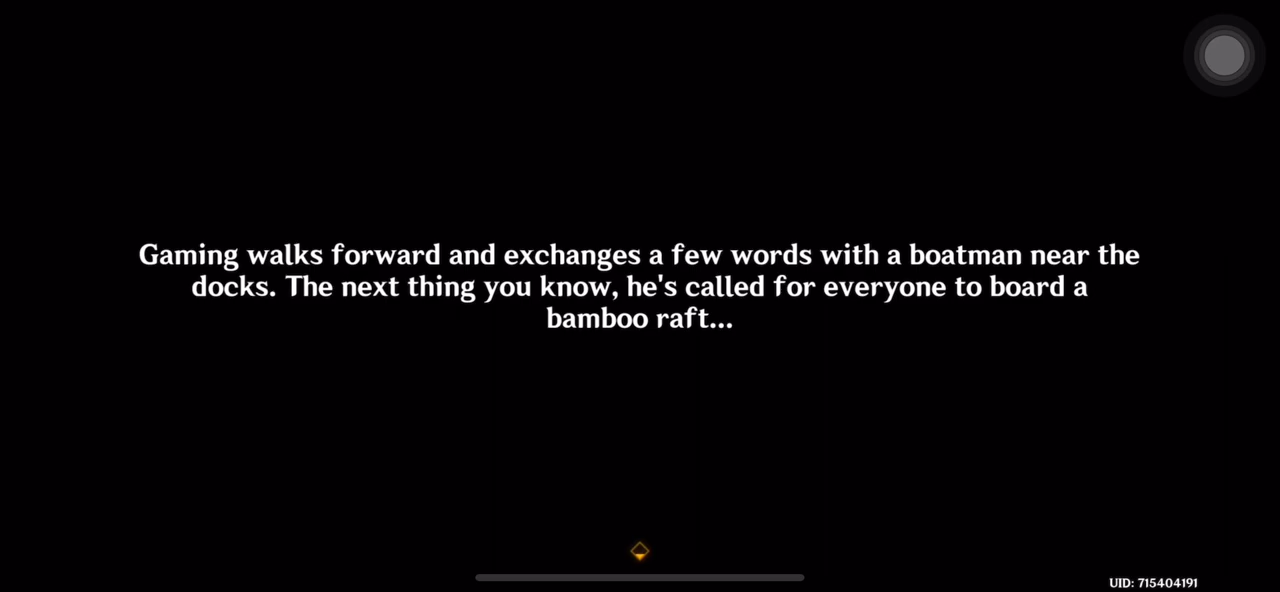 Gaming walks forward and exchanges a few words with a boatman near the
docks. The next thing you know, he's called for everyone to board a
bamboo raft...
UID: 715404191